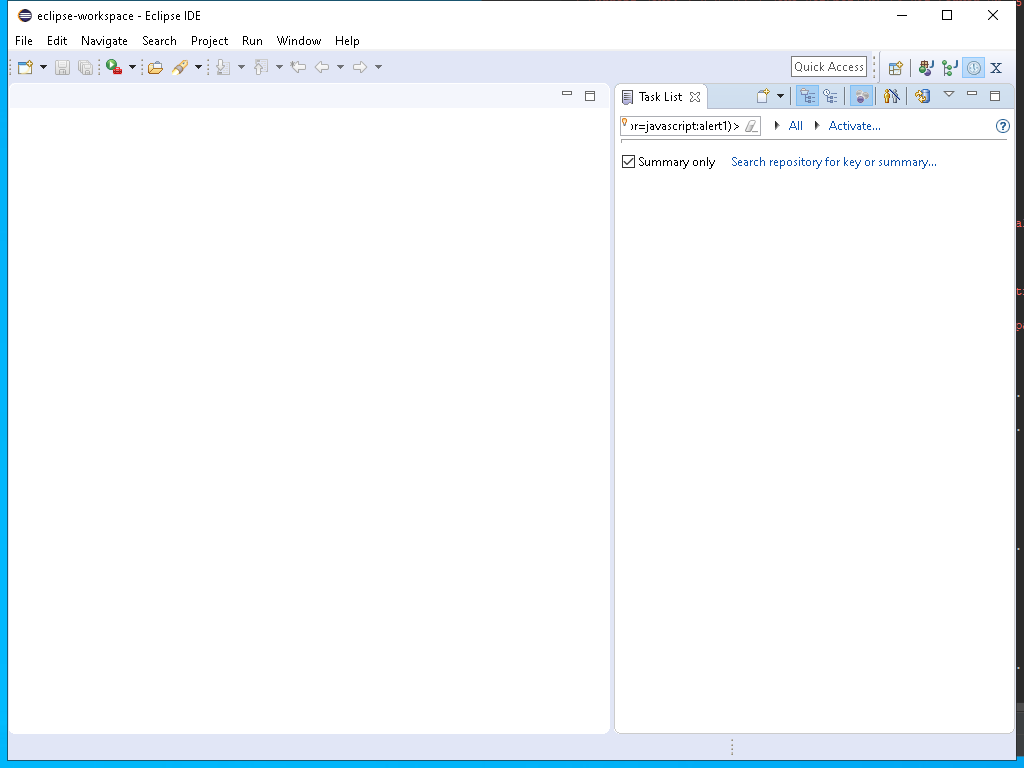 eclipse-workspace - Eclipse IDE
File Edit Navigate Search Project Run Window Help
Quick Access
Task List
or=javascript:alert1)> All Activate...
Summary only Search repository for key or summary...